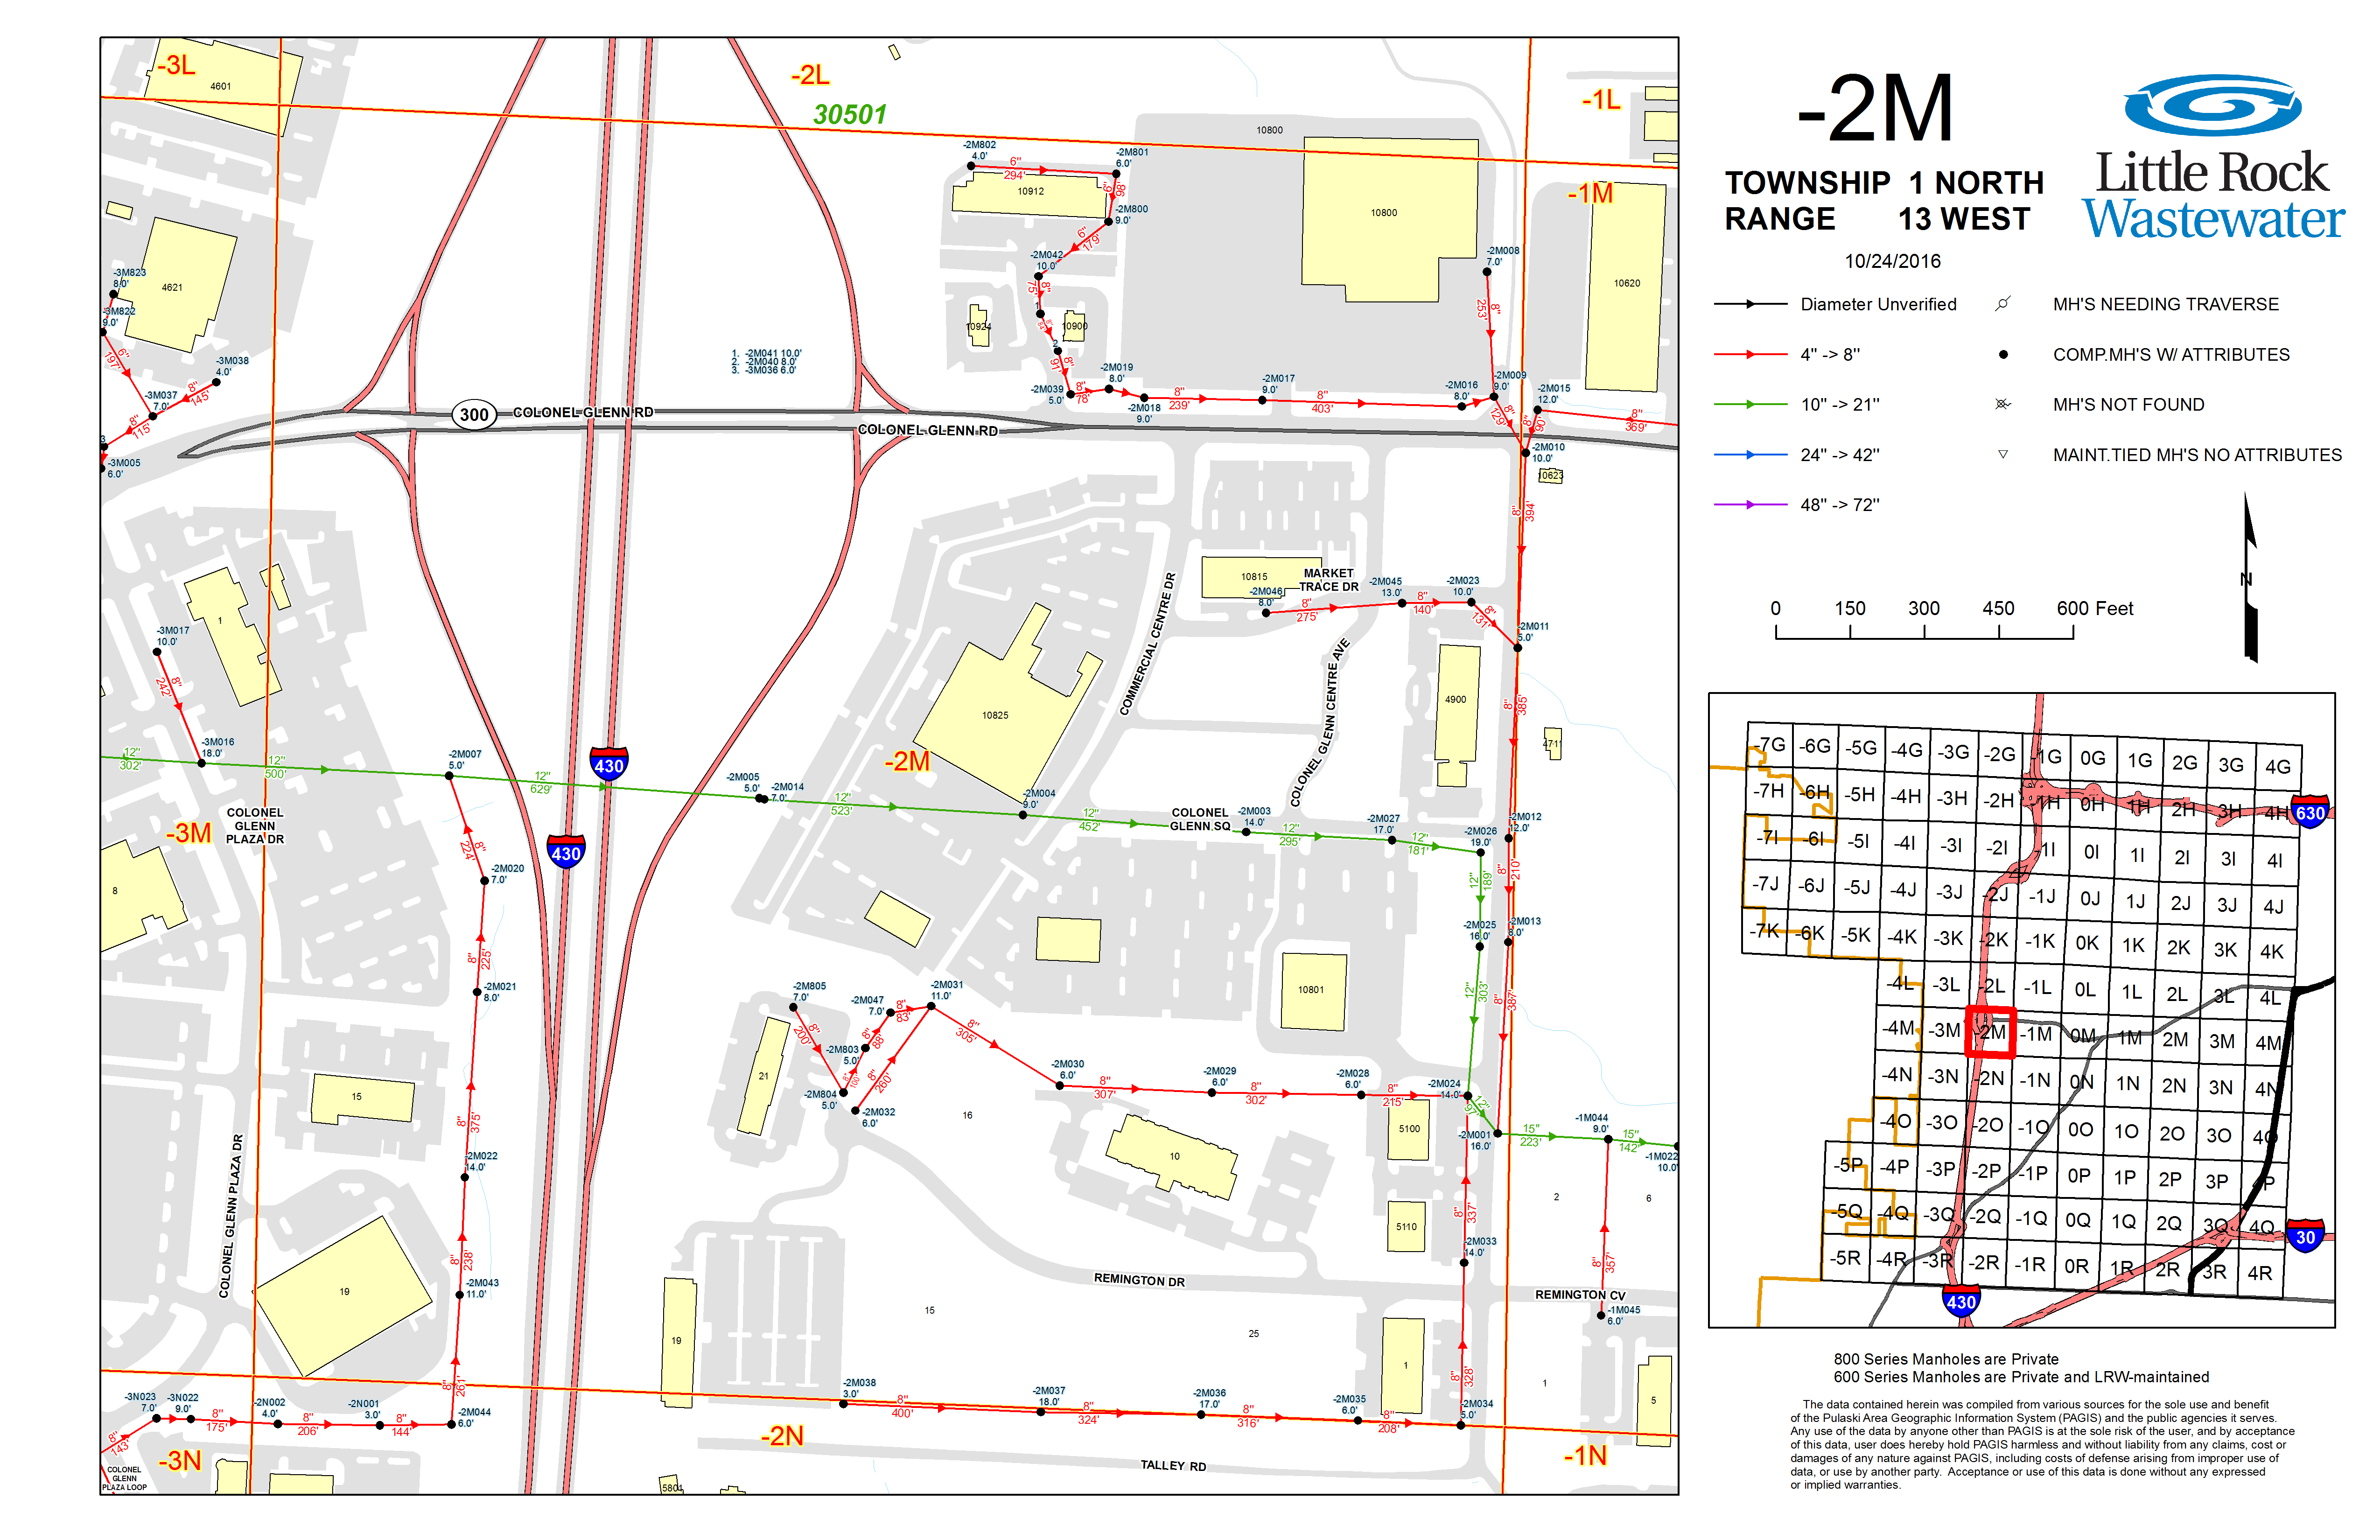 -3L
-2L
-1L
30501
4601
10800
-2M802
4.0'
6"
294'
-2M801
6.0'
6"
98'
10912
-2M800
9.0'
6"
179'
-1M
10800
10620
-2M042
10.0'
8"
75'
-2M008
7.0'
8"
253'
-3M823
8.0'
4621
-3M822
9.0'
6"
197'
-3M038
4.0'
8"
145'
-3M037
7.0'
8"
115'
3
-3M005
6.0'
1. -2M041 10.0'
2. -2M040 8.0'
3. -3M036 6.0'
10924
10900
1
2
8"
91'
-2M039
5.0'
8"
78'
-2M019
8.0'
-2M018
9.0'
8"
239'
-2M017
9.0'
8"
403'
-2M016
8.0'
-2M009
9.0'
8"
129'
-2M015
12.0'
8"
90'
8"
369'
300
COLONEL GLENN RD
COLONEL GLENN RD
-2M010
10.0'
10623
8"
394'
10815
MARKET
TRACE DR
-2M046
8.0'
8"
275'
-2M045
13.0'
8"
140'
-2M023
10.0'
8"
131'
-2M011
5.0'
COMMERCIAL CENTRE DR
COLONEL GLENN CENTRE AVE
1
-3M017
10.0'
8"
242'
4900
8"
385'
4711
10825
-2M
12"
302'
-3M016
18.0'
12"
500'
-2M007
5.0'
12"
629'
430
430
-2M005
5.0'
-2M014
7.0'
12"
523'
-2M004
9.0'
12"
452'
COLONEL
GLENN SQ
-2M003
14.0'
12"
295'
-2M027
17.0'
12"
181'
-2M026
19.0'
-2M012
12.0'
8"
210'
12"
189'
-3M
COLONEL
GLENN
PLAZA DR
8"
224'
-2M020
7.0'
8
8"
225'
-2M021
8.0'
-2M025
16.0'
-2M013
8.0'
10801
12"
303'
8"
387'
-2M805
7.0'
8"
200'
-2M047
7.0'
8"
83'
-2M031
11.0'
8"
88'
-2M803
5.0'
8"
100'
8"
260'
-2M804
5.0'
-2M032
6.0'
8"
305'
-2M030
6.0'
8"
307'
-2M029
6.0'
8"
302'
-2M028
6.0'
8"
215'
-2M024
14.0'
12"
97'
-2M001
16.0'
15"
223'
-1M044
9.0'
15"
142'
-1M022
10.0'
21
16
15
5100
10
8"
375'
-2M022
14.0'
COLONEL GLENN PLAZA DR
8"
238'
-2M043
11.0'
19
2
6
5110
8"
337'
-2M033
14.0'
8"
357'
REMINGTON DR
REMINGTON CV
-1M045
6.0'
19
15
25
1
1
5
8"
328'
8"
261'
-3N023
7.0'
-3N022
9.0'
8"
143'
8"
175'
-2N002
4.0'
8"
206'
-2N001
3.0'
8"
144'
-2M044
6.0'
-2M038
3.0'
8"
400'
-2M037
18.0'
8"
324'
-2M036
17.0'
8"
316'
-2M035
6.0'
8"
208'
-2M034
5.0'
-3N
-2N
-1N
COLONEL
GLENN
PLAZA LOOP
5801
TALLEY RD
-2M
TOWNSHIP 1 NORTH
RANGE 13 WEST
10/24/2016
Little Rock
Wastewater
Diameter Unverified
4" -> 8"
10" -> 21"
24" -> 42"
48" -> 72"
MH'S NEEDING TRAVERSE
COMP.MH'S W/ ATTRIBUTES
MH'S NOT FOUND
MAINT.TIED MH'S NO ATTRIBUTES
N
0 150 300 450 600 Feet
-7G -6G -5G -4G -3G -2G -1G 0G 1G 2G 3G 4G
-7H -6H -5H -4H -3H -2H -1H 0H 1H 2H 3H 4H
630
-7I -6I -5I -4I -3I -2I -1I 0I 1I 2I 3I 4I
-7J -6J -5J -4J -3J -2J -1J 0J 1J 2J 3J 4J
-7K -6K -5K -4K -3K -2K -1K 0K 1K 2K 3K 4K
-4L -3L -2L -1L 0L 1L 2L 3L 4L
-4M -3M -2M -1M 0M 1M 2M 3M 4M
-4N -3N -2N -1N 0N 1N 2N 3N 4N
-4O -3O -2O -1O 0O 1O 2O 3O 4O
-5P -4P -3P -2P -1P 0P 1P 2P 3P 4P
-5Q -4Q -3Q -2Q -1Q 0Q 1Q 2Q 3Q 4Q
30
-5R -4R -3R -2R -1R 0R 1R 2R 3R 4R
430
800 Series Manholes are Private
600 Series Manholes are Private and LRW-maintained
The data contained herein was compiled from various sources for the sole use and benefit
of the Pulaski Area Geographic Information System (PAGIS) and the public agencies it serves.
Any use of the data by anyone other than PAGIS is at the sole risk of the user, and by acceptance
of this data, user does hereby hold PAGIS harmless and without liability from any claims, cost or
damages of any nature against PAGIS, including costs of defense arising from improper use of
data, or use by another party. Acceptance or use of this data is done without any expressed
or implied warranties.